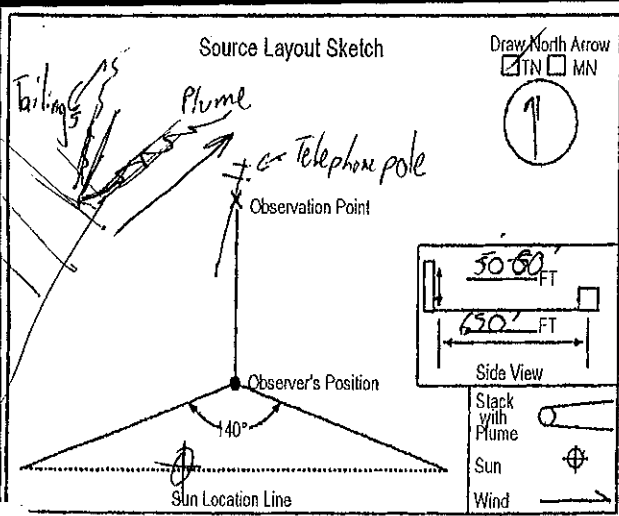 Source Layout Sketch
Draw North Arrow
TN MN
Tailings
Plume
Telephone pole
Observation Point
50-60' FT
650' FT
Side View
Observer's Position
140°
Sun Location Line
Stack
with
Plume
Sun
Wind